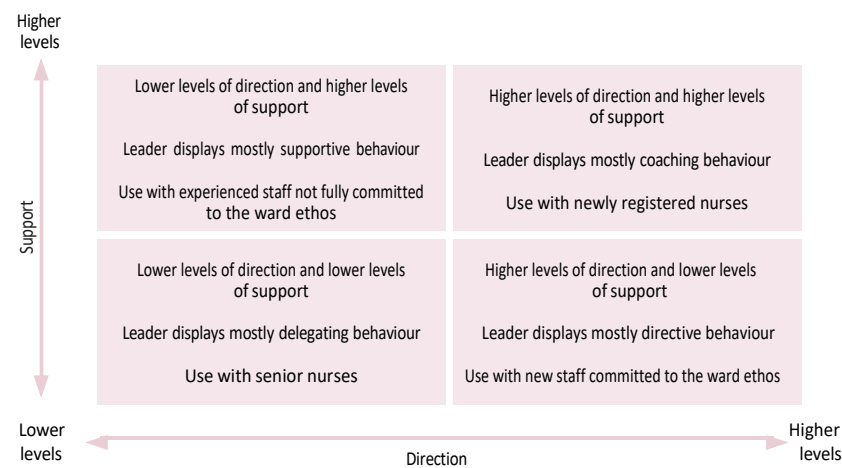 Higher
levels
Support
Lower levels of direction and higher levels
of support
Leader displays mostly supportive behaviour
Use with experienced staff not fully committed
to the ward ethos
Higher levels of direction and higher levels
of support
Leader displays mostly coaching behaviour
Use with newly registered nurses
Lower levels of direction and lower levels
of support
Leader displays mostly delegating behaviour
Use with senior nurses
Higher levels of direction and lower levels
of support
Leader displays mostly directive behaviour
Use with new staff committed to the ward ethos
Lower
levels
Direction
Higher
levels